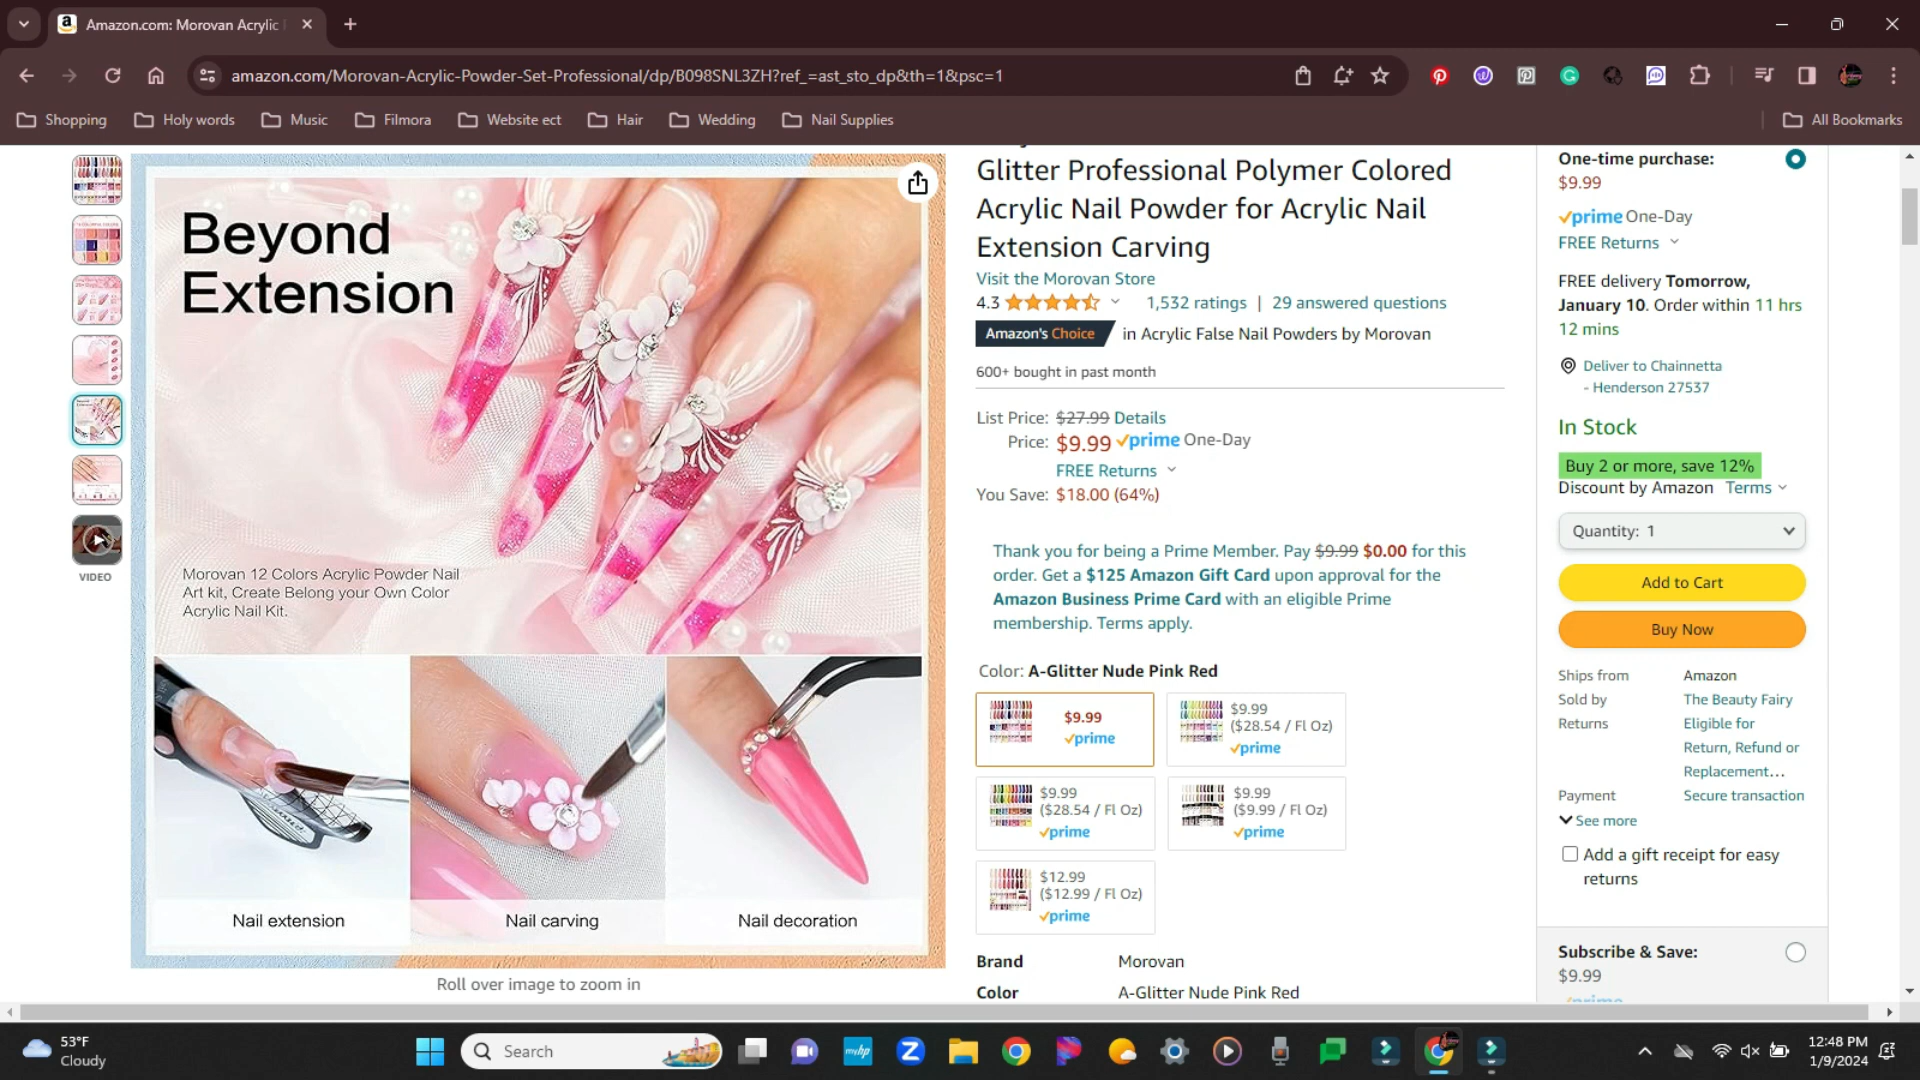 Amazon.com: Morovan Acrylic
amazon.com/Morovan-Acrylic-Powder-Set-Professional/dp/B098SNL3ZH?ref_=ast_sto_dp&th=1&psc=1
Shopping
Holy words
Music
Filmora
Website ect
Hair
Wedding
Nail Supplies
All Bookmarks
VIDEO
Beyond
Extension
Morovan 12 Colors Acrylic Powder Nail
Art kit, Create Belong your Own Color
Acrylic Nail Kit.
Nail extension
Nail carving
Nail decoration
Roll over image to zoom in
Glitter Professional Polymer Colored
Acrylic Nail Powder for Acrylic Nail
Extension Carving
Visit the Morovan Store
4.3 1,532 ratings | 29 answered questions
Amazon's Choice in Acrylic False Nail Powders by Morovan
600+ bought in past month
List Price: $27.99 Details
Price: $9.99 prime One-Day
FREE Returns
You Save: $18.00 (64%)
Thank you for being a Prime Member. Pay $9.99 $0.00 for this
order. Get a $125 Amazon Gift Card upon approval for the
Amazon Business Prime Card with an eligible Prime
membership. Terms apply.
Color: A-Glitter Nude Pink Red
$9.99
prime
$9.99
($28.54 / Fl Oz)
prime
$9.99
($28.54 / Fl Oz)
prime
$9.99
($9.99 / Fl Oz)
prime
$12.99
($12.99 / Fl Oz)
prime
Brand Morovan
Color A-Glitter Nude Pink Red
One-time purchase:
$9.99
prime One-Day
FREE Returns
FREE delivery Tomorrow,
January 10. Order within 11 hrs
12 mins
Deliver to Chainnetta
- Henderson 27537
In Stock
Buy 2 or more, save 12%
Discount by Amazon Terms
Quantity: 1
Add to Cart
Buy Now
Ships from Amazon
Sold by The Beauty Fairy
Returns Eligible for
Return, Refund or
Replacement…
Payment Secure transaction
See more
Add a gift receipt for easy
returns
Subscribe & Save:
$9.99
prime
53°F
Cloudy
Search
myhp
12:48 PM
1/9/2024